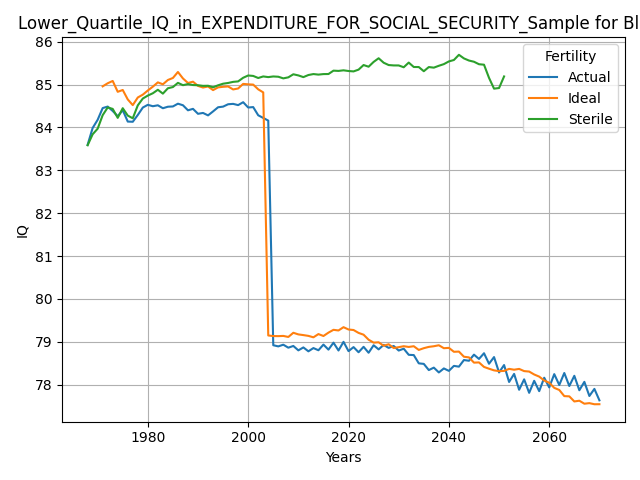 Lower_Quartile_IQ_in_EXPENDITURE_FOR_SOCIAL_SECURITY_Sample for Bl
86
85
84
83
82
81
80
79
78
IQ
1980
2000
2020
2040
2060
Years
Fertility
Actual
Ideal
Sterile